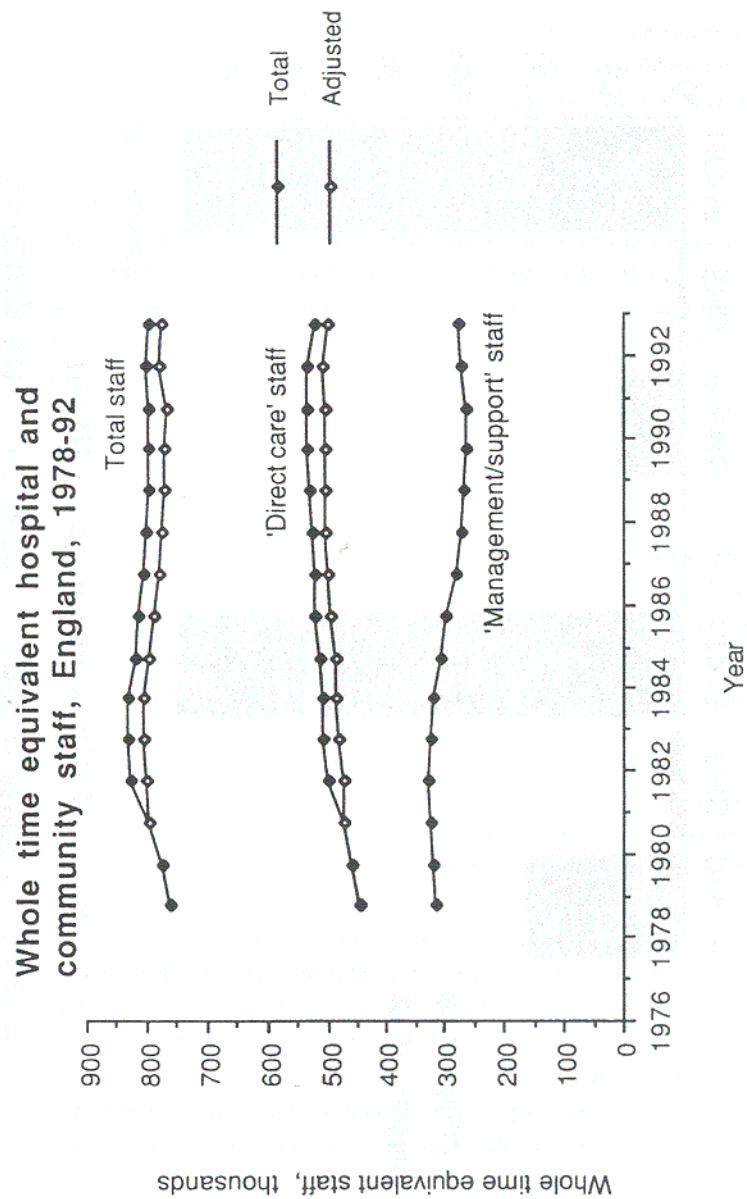 Whole time equivalent hospital and
community staff, England, 1978-92
Whole time equivalent staff, thousands
900
800
700
600
500
400
300
200
100
0
Total staff
'Direct care' staff
'Management/support' staff
1976 1978 1980 1982 1984 1986 1988 1990 1992
Year
Total
Adjusted